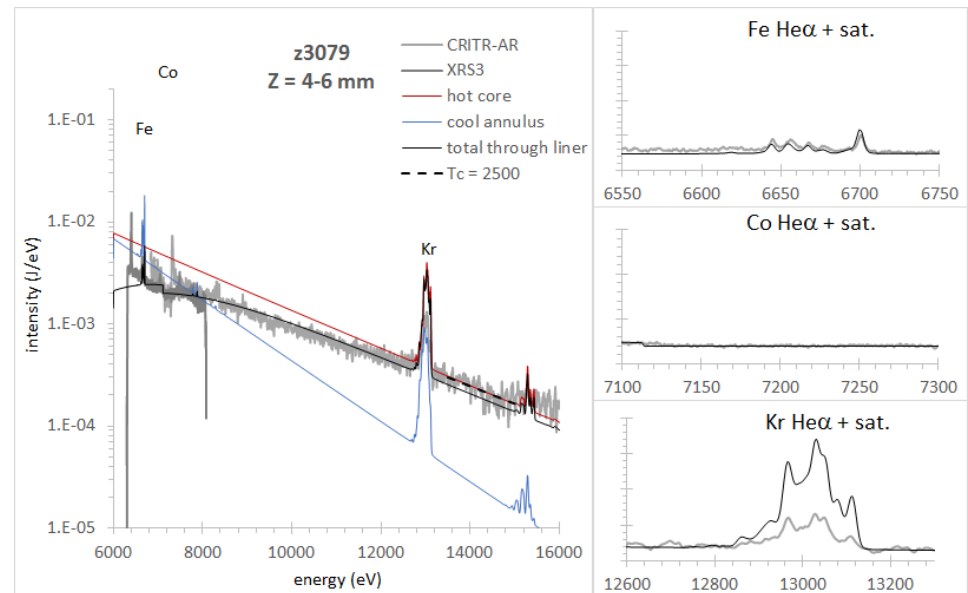 z3079
Z = 4-6 mm
Co
Fe
Kr
CRITR-AR
XRS3
hot core
cool annulus
total through liner
Tc = 2500
intensity (J/eV)
1.E-01
1.E-02
1.E-03
1.E-04
1.E-05
6000 8000 10000 12000 14000 16000
energy (eV)
Fe Heα + sat.
6550 6600 6650 6700 6750
Co Heα + sat.
7100 7150 7200 7250 7300
Kr Heα + sat.
12600 12800 13000 13200